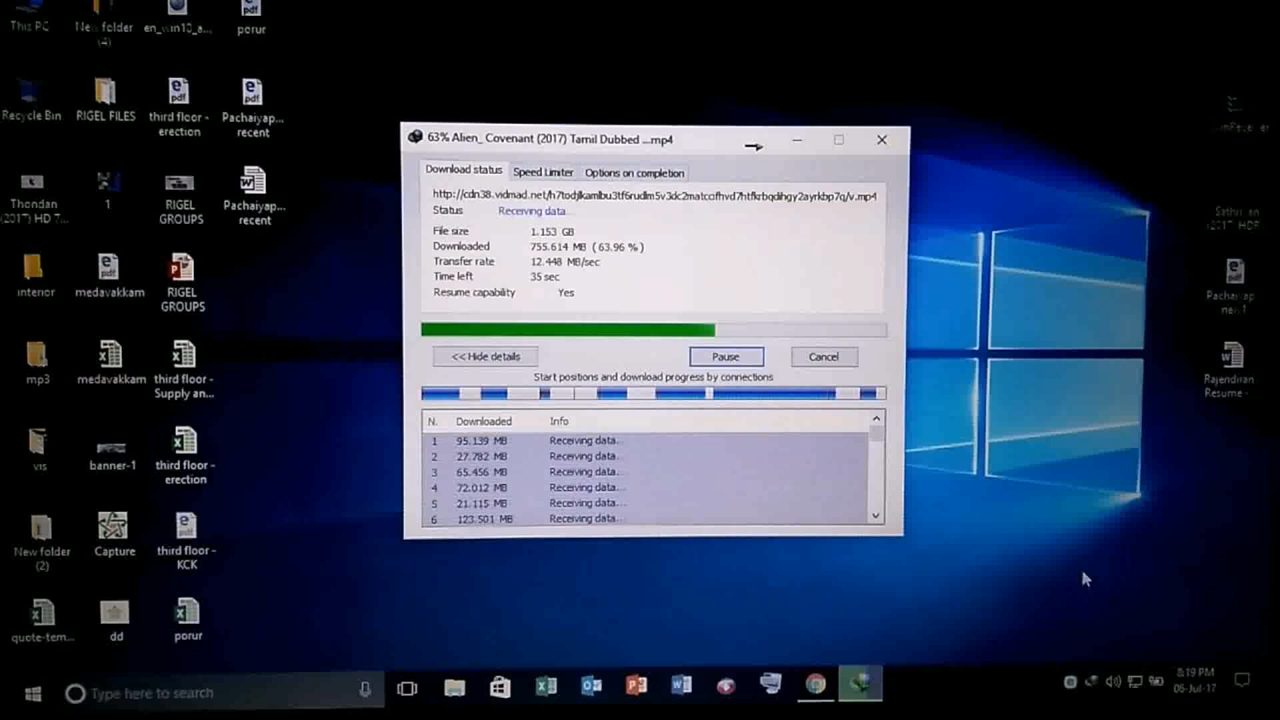 This PC
New folder
(4)
en_win10_a...
porur
Recycle Bin
RIGEL FILES
third floor -
erection
Pachaiyap...
recent
Thondan
(2017) HD 7...
1
RIGEL
GROUPS
Pachaiyap...
recent
interior
medavakkam
RIGEL
GROUPS
mp3
medavakkam
third floor -
Supply an...
vis
banner-1
third floor -
erection
New folder
(2)
Capture
third floor -
KCK
quote-tem...
dd
porur
63% Alien_ Covenant (2017) Tamil Dubbed ...mp4
Download status
Speed Limiter
Options on completion
Status
Receiving data...
File size
1.153 GB
Downloaded
755.614 MB ( 63.96 % )
Transfer rate
12.448 MB/sec
Time left
35 sec
Resume capability
Yes
<< Hide details
Pause
Cancel
Start positions and download progress by connections
N.
Downloaded
Info
1 95.139 MB Receiving data...
2 27.782 MB Receiving data...
3 65.456 MB Receiving data...
4 72.012 MB Receiving data...
5 21.115 MB Receiving data...
6 123.501 MB Receiving data...
Rajendiran
Resume -
Type here to search
8:19 PM
06-Jul-17